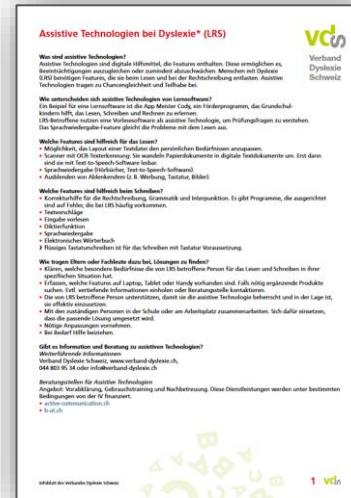 Assistive Technologien bei Dyslexie* (LRS)
vds
Verband
Dyslexie
Schweiz
Was sind assistive Technologien?
Assistive Technologien sind digitale Hilfsmittel, die Features enthalten. Diese ermöglichen es,
Beeinträchtigungen auszugleichen oder zumindest abzuschwächen. Menschen mit Dyslexie
(LRS) benötigen Features, die sie beim Lesen und bei der Rechtschreibung entlasten. Assistive
Technologien tragen zu Chancengleichheit und Teilhabe bei.
Wie unterscheiden sich assistive Technologien von Lernsoftware?
Ein Beispiel für eine Lernsoftware ist die App Meister Cody, ein Förderprogramm, das Grundschul-
kindern hilft, das Lesen, Schreiben und Rechnen zu erlernen.
LRS-Betroffene nutzen eine Vorlesesoftware als assistive Technologie, um Prüfungsfragen zu verstehen.
Das Sprachwiedergabe-Feature gleicht die Probleme mit dem Lesen aus.
Welche Features sind hilfreich für das Lesen?
• Möglichkeit, das Layout einer Textdatei den persönlichen Bedürfnissen anzupassen.
• Scanner mit OCR-Texterkennung: Sie wandeln Papierdokumente in digitale Textdokumente um. Erst dann
sind sie mit Text-to-Speech-Software lesbar.
• Sprachwiedergabe (Hörbücher, Text-to-Speech-Software).
• Ausblenden von Ablenkendem (z. B. Werbung, Tastatur, Bilder).
Welche Features sind hilfreich beim Schreiben?
• Korrekturhilfe für die Rechtschreibung, Grammatik und Interpunktion. Es gibt Programme, die ausgerichtet
sind auf Fehler, die bei LRS häufig vorkommen.
• Textvorschläge
• Eingabe vorlesen
• Diktierfunktion
• Sprachwiedergabe
• Elektronisches Wörterbuch
› Flüssiges Tastaturschreiben ist für das Schreiben mit Tastatur Voraussetzung.
Wie tragen Eltern oder Fachleute dazu bei, Lösungen zu finden?
• Klären, welche besondere Bedürfnisse die von LRS betroffene Person für das Lesen und Schreiben in ihrer
spezifischen Situation hat.
• Erfassen, welche Features auf Laptop, Tablet oder Handy vorhanden sind. Falls nötig ergänzende Produkte
suchen. Evtl. vertiefende Informationen einholen oder Beratungsstelle kontaktieren.
• Die von LRS betroffene Person unterstützen, damit sie die assistive Technologie beherrscht und in der Lage ist,
sie effektiv einzusetzen.
• Mit den zuständigen Personen in der Schule oder am Arbeitsplatz zusammenarbeiten. Sich dafür einsetzen,
dass die passende Lösung umgesetzt wird.
• Nötige Anpassungen vornehmen.
• Bei Bedarf Hilfe beiziehen.
Gibt es Information und Beratung zu assistiven Technologien?
Weiterführende Informationen
Verband Dyslexie Schweiz, www.verband-dyslexie.ch,
044 803 95 34 oder info@verband-dyslexie.ch
Beratungsstellen für Assistive Technologien
Angebot: Vorabklärung, Gebrauchstraining und Nachbetreuung. Diese Dienstleistungen werden unter bestimmten
Bedingungen von der IV finanziert.
• active-communication.ch
• b-at.ch
Infoblatt des Verbandes Dyslexie Schweiz
1
vds